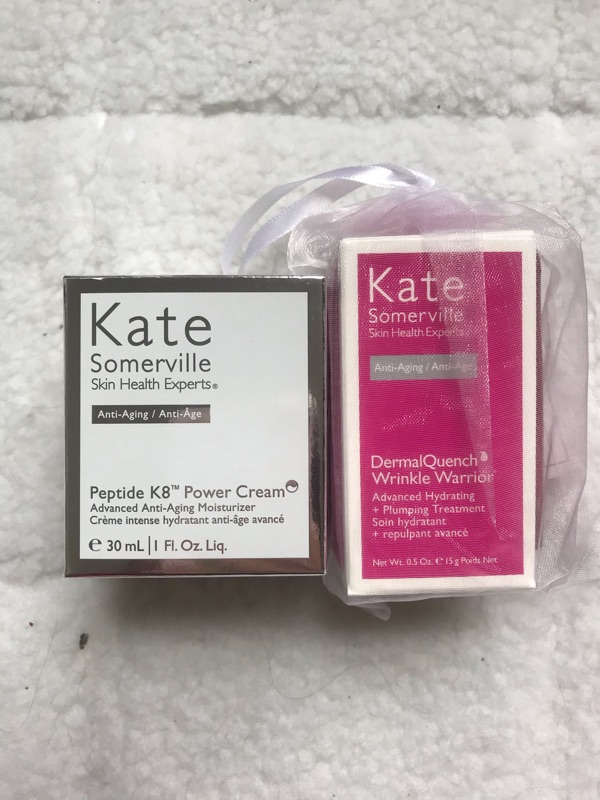 Kate
Somerville
Skin Health Experts®
Anti-Aging / Anti-Âge
Peptide K8™ Power Cream
Advanced Anti-Aging Moisturizer
Crème intense hydratant anti-âge avancé
℮ 30 mL | 1 Fl. Oz. Liq.
Kate
Somerville
Skin Health Experts
Anti-Aging / Anti-Âge
DermalQuench
Wrinkle Warrior
Advanced Hydrating
+ Plumping Treatment
Soin hydratant
+ repulpant avancé
Net Wt. 0.5 Oz. ℮ 15 g Poids Net